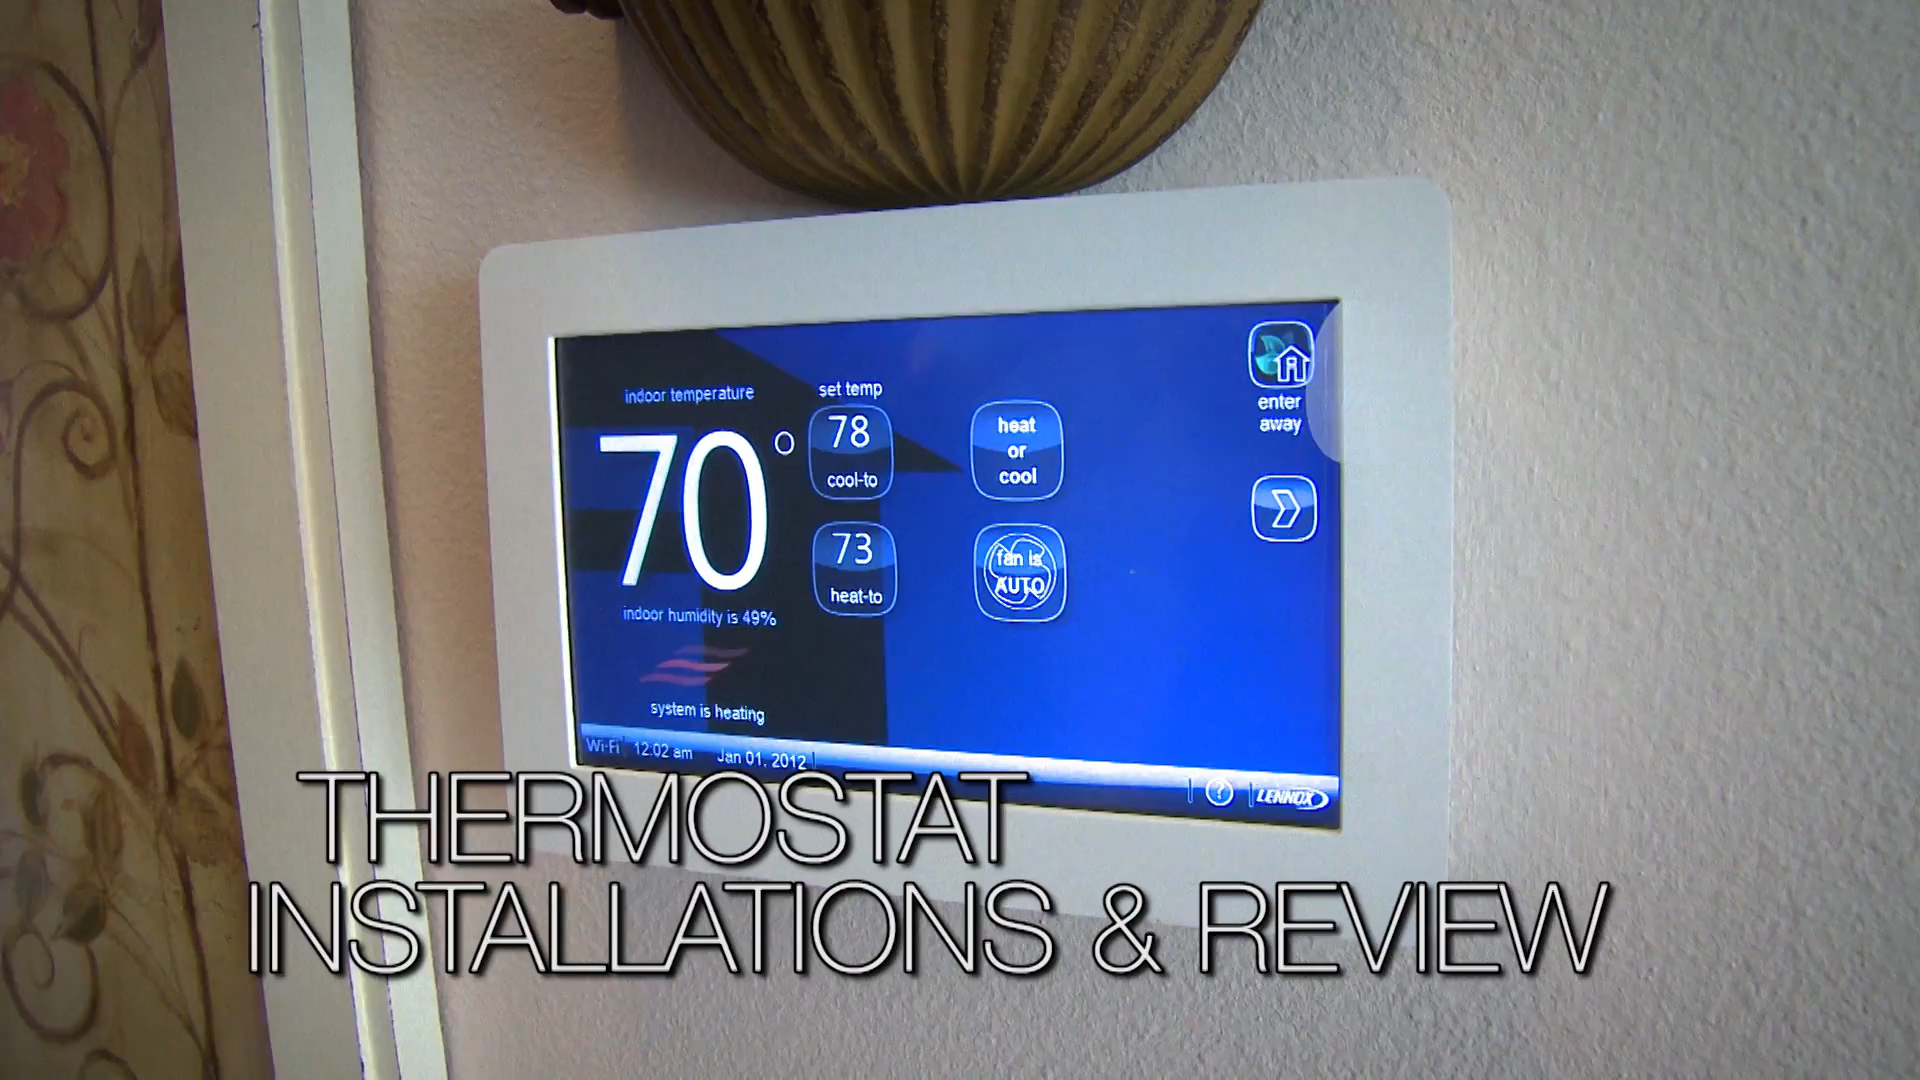 indoor temperature
70°
indoor humidity is 49%
system is heating
set temp
78
cool-to
73
heat-to
heat
or
cool
fan is
AUTO
enter
away
Wi-Fi 12:02 am Jan 01, 2012
? LENNOX
THERMOSTAT
INSTALLATIONS & REVIEW